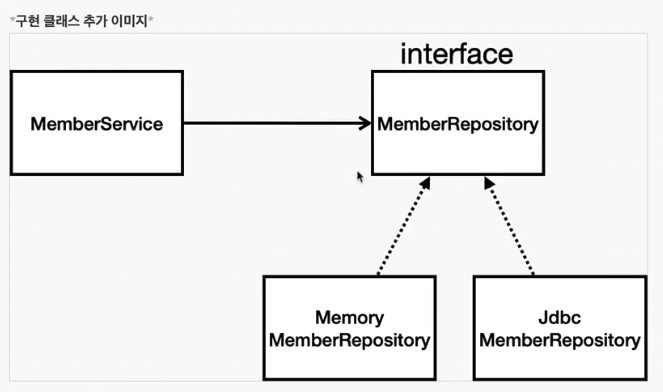 *구현 클래스 추가 이미지*
interface
MemberService
MemberRepository
Memory
MemberRepository
Jdbc
MemberRepository